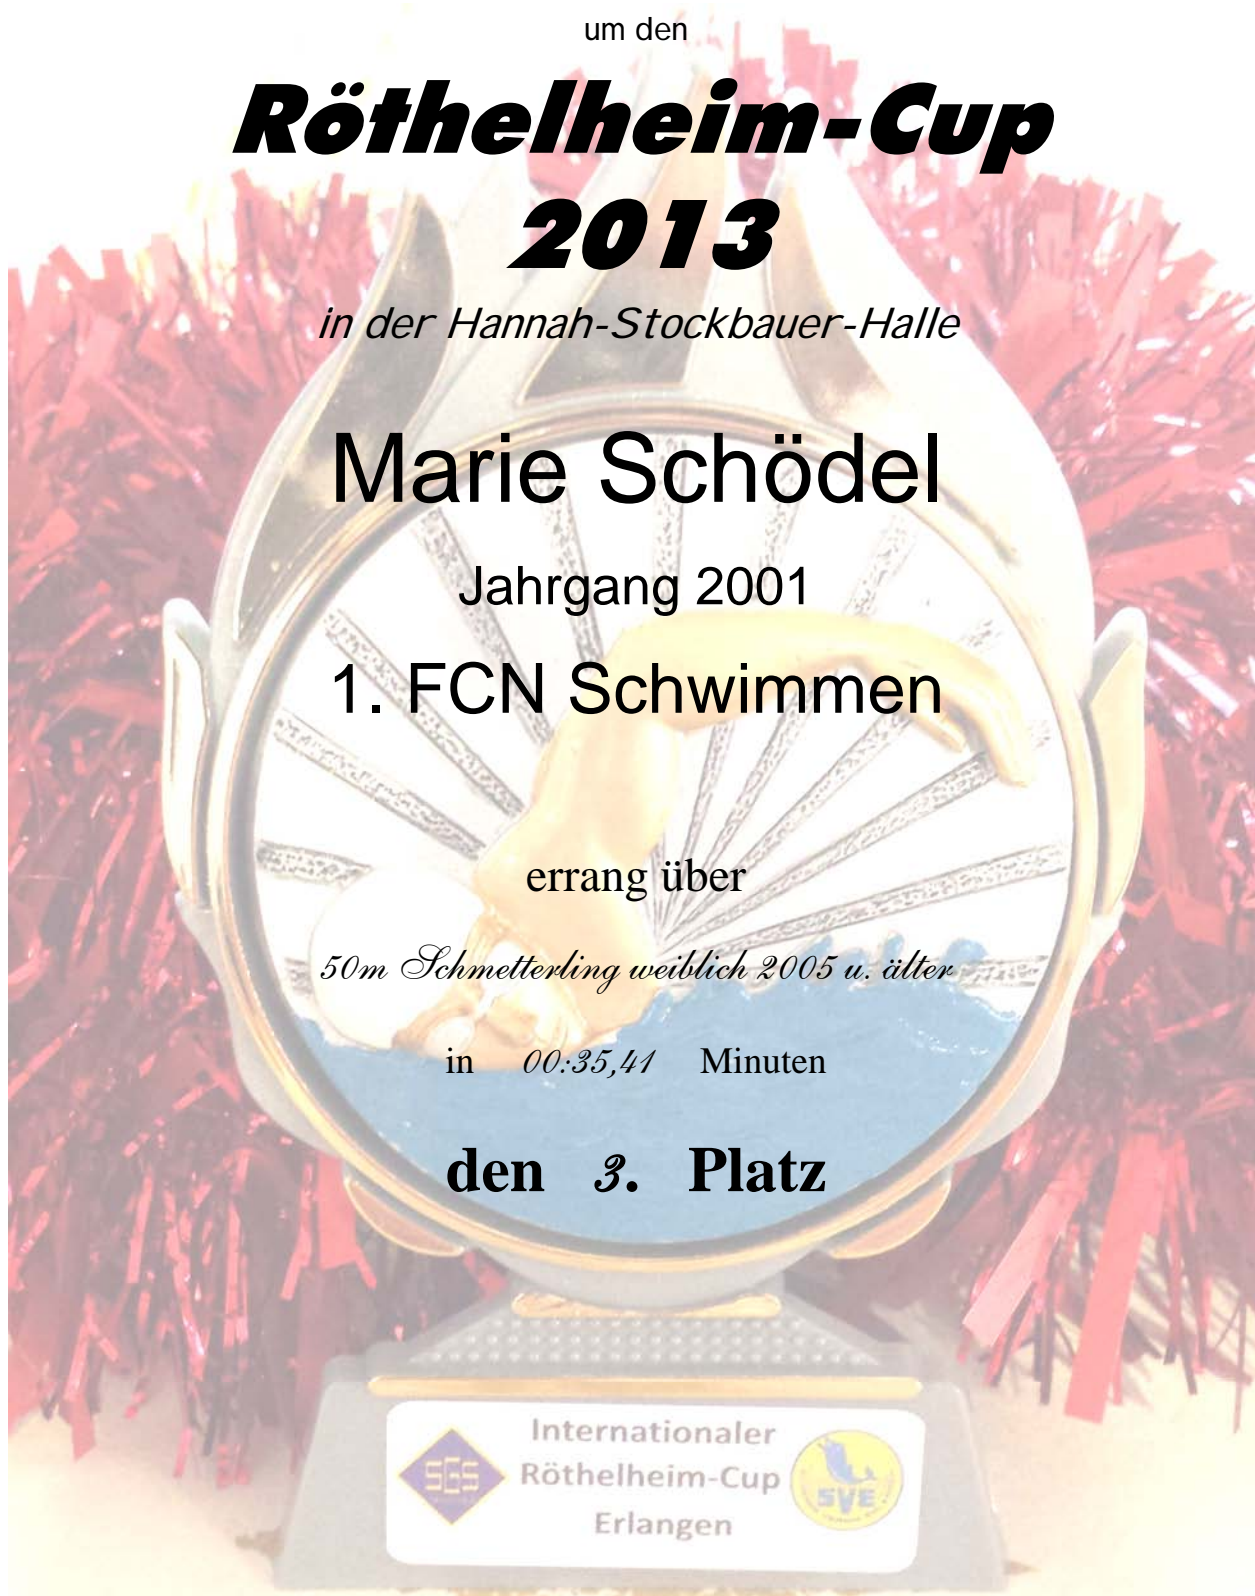 um den
Röthelheim-Cup
2013
in der Hannah-Stockbauer-Halle
Marie Schödel
Jahrgang 2001
1. FCN Schwimmen
errang über
50m Schmetterling weiblich 2005 u. älter
in 00:35,41 Minuten
den 3. Platz
Internationaler
Röthelheim-Cup
Erlangen
SGS
SVE